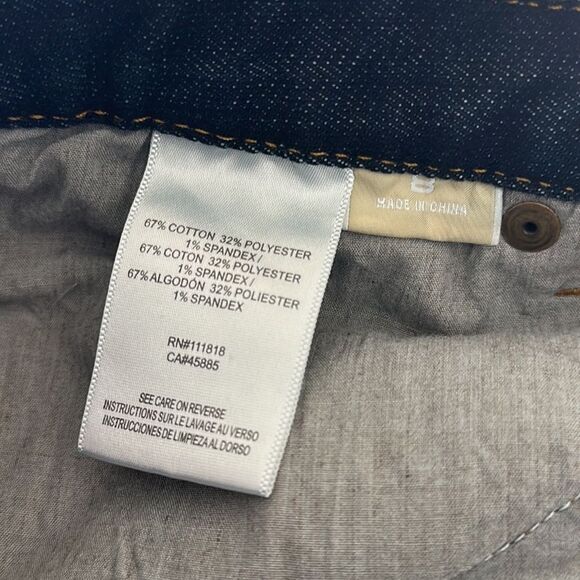 67% COTTON 32% POLYESTER
1% SPANDEX /
67% COTON 32% POLYESTER
1% SPANDEX /
67% ALGODÓN 32% POLIESTER
1% SPANDEX
RN#111818
CA#45885
SEE CARE ON REVERSE
INSTRUCTIONS SUR LE LAVAGE AU VERSO
INSTRUCCIONES DE LIMPIEZA AL DORSO
MADE IN CHINA